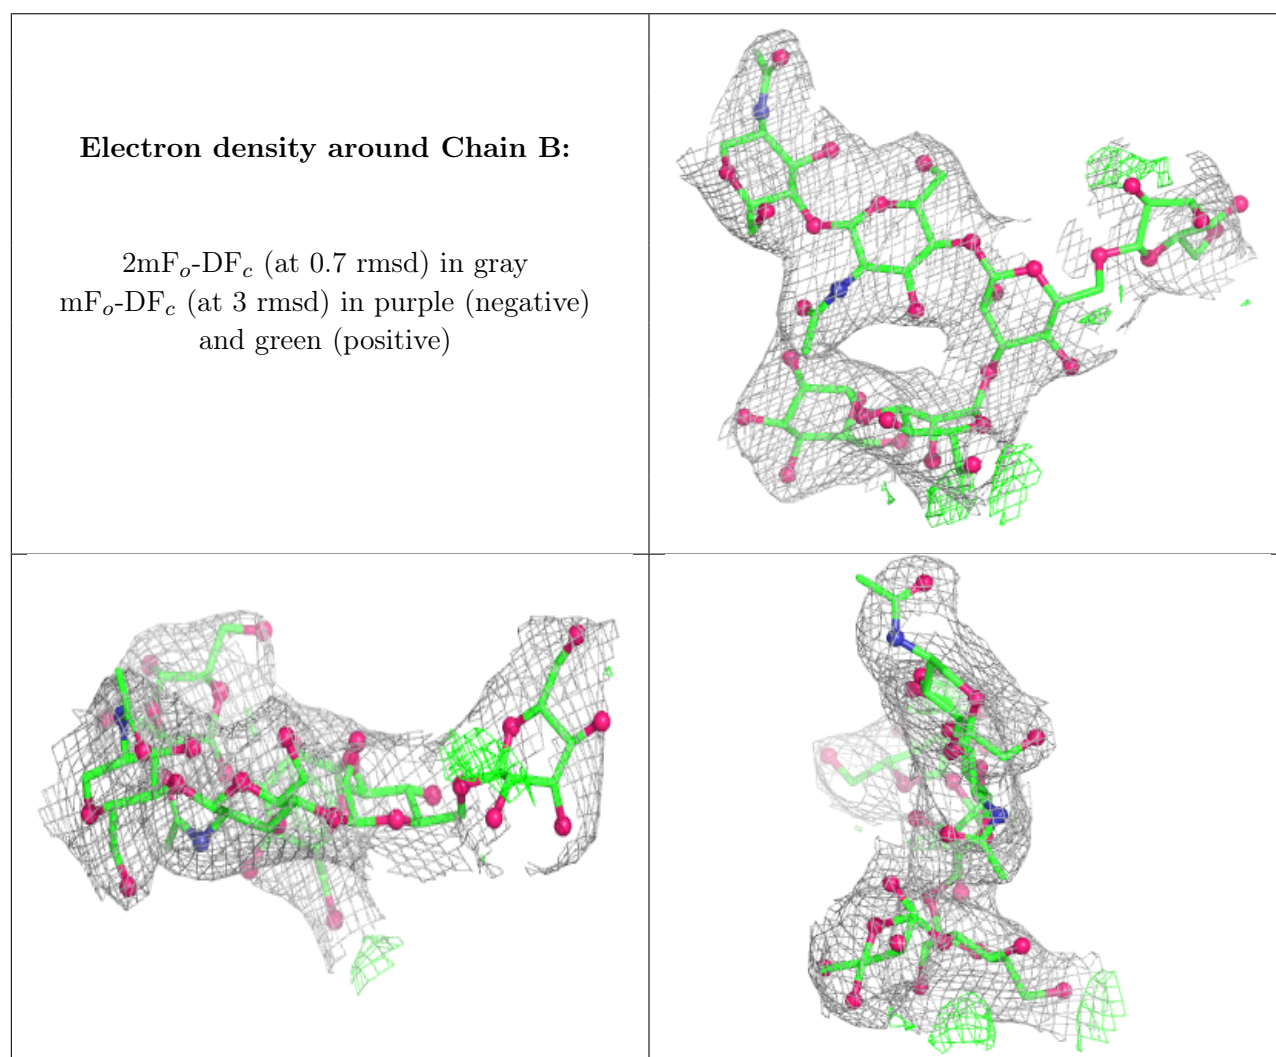 Electron density around Chain B:
2mFₒ-DF𝒸 (at 0.7 rmsd) in gray
mFₒ-DF𝒸 (at 3 rmsd) in purple (negative)
and green (positive)